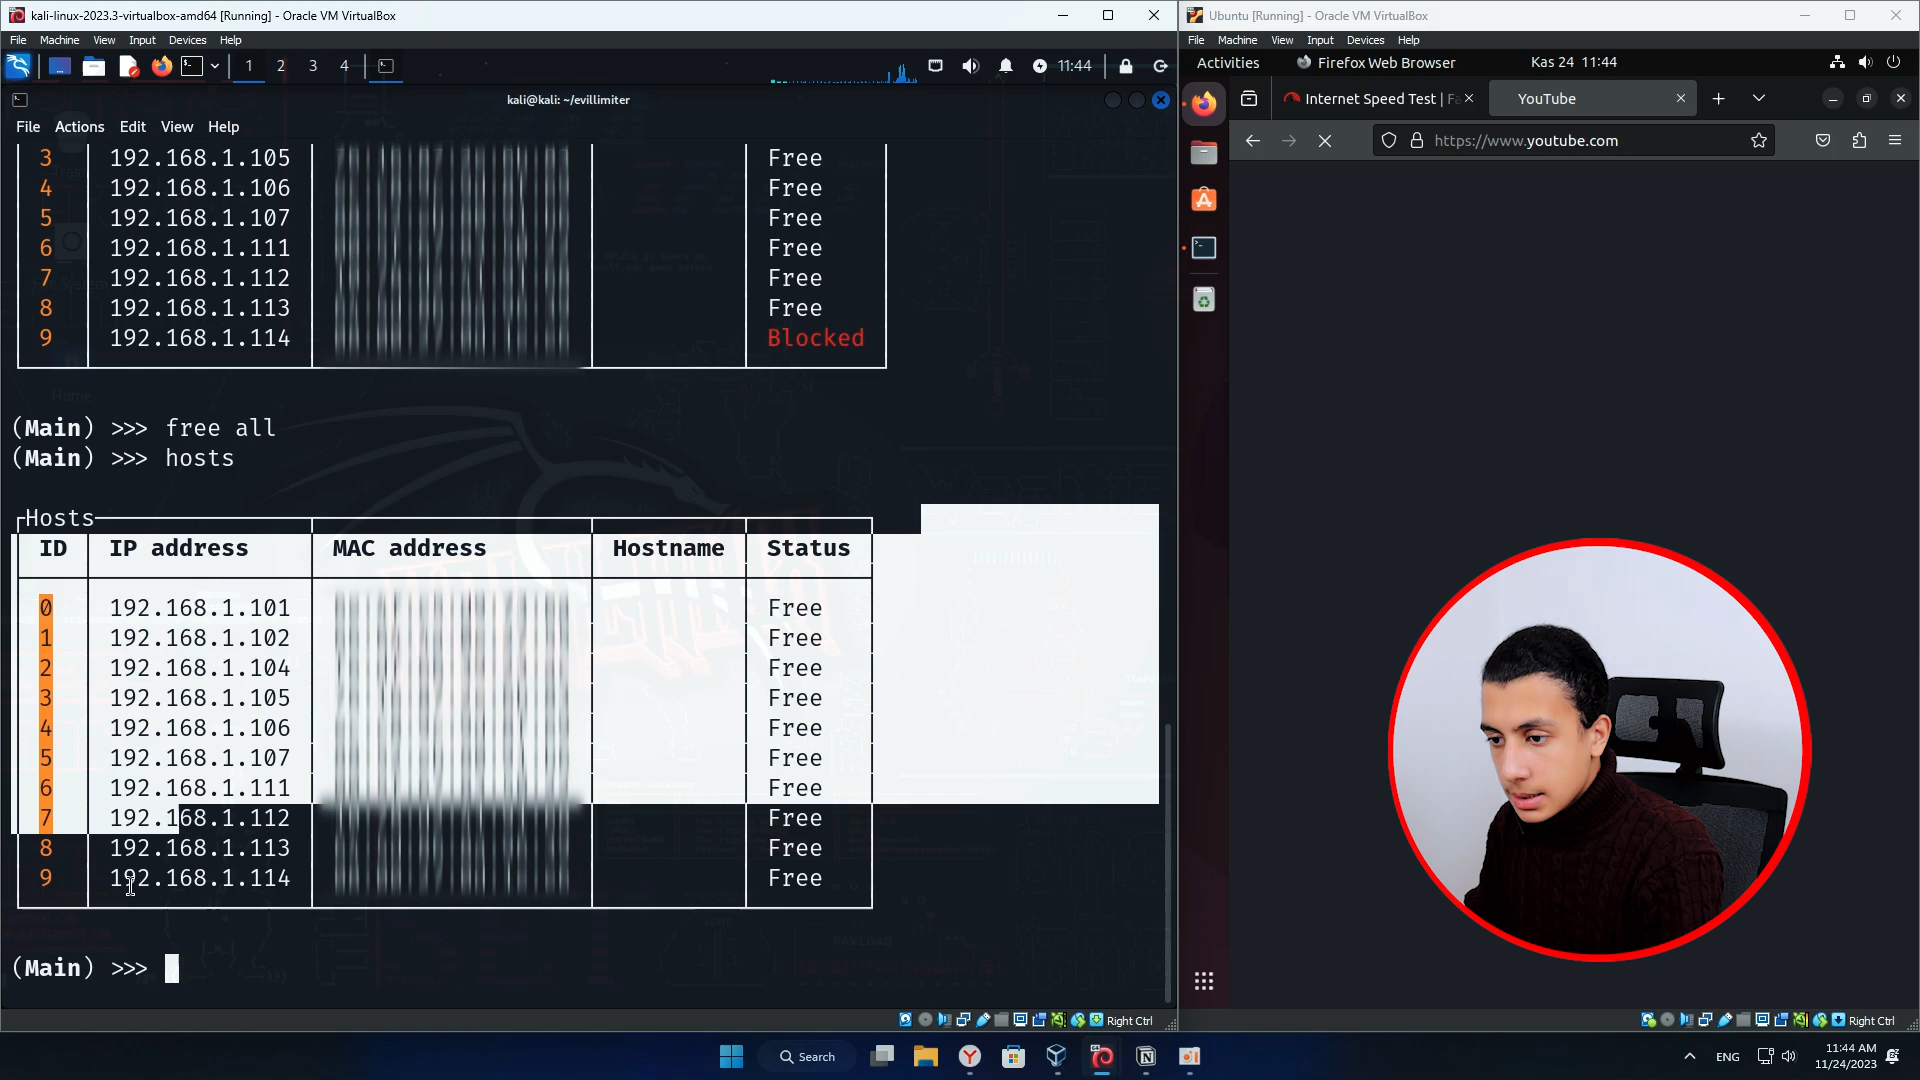 kali-linux-2023.3-virtualbox-amd64 [Running] - Oracle VM VirtualBox
File Machine View Input Devices Help
1 2 3 4
11:44
kali@kali: ~/evillimiter
File Actions Edit View Help
3 192.168.1.105 Free
4 192.168.1.106 Free
5 192.168.1.107 Free
6 192.168.1.111 Free
7 192.168.1.112 Free
8 192.168.1.113 Free
9 192.168.1.114 Blocked
(Main) >>> free all
(Main) >>> hosts
Hosts
ID IP address MAC address Hostname Status
0 192.168.1.101 Free
1 192.168.1.102 Free
2 192.168.1.104 Free
3 192.168.1.105 Free
4 192.168.1.106 Free
5 192.168.1.107 Free
6 192.168.1.111 Free
7 192.168.1.112 Free
8 192.168.1.113 Free
9 192.168.1.114 Free
(Main) >>>
Right Ctrl
Ubuntu [Running] - Oracle VM VirtualBox
File Machine View Input Devices Help
Activities Firefox Web Browser Kas 24 11:44
Internet Speed Test | Fa YouTube
https://www.youtube.com
Right Ctrl
Search
ENG
11:44 AM
11/24/2023